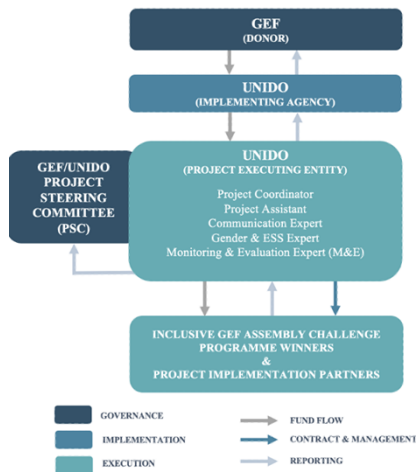 GEF
(DONOR)
UNIDO
(IMPLEMENTING AGENCY)
GEF/UNIDO
PROJECT
STEERING
COMMITTEE
(PSC)
UNIDO
(PROJECT EXECUTING ENTITY)
Project Coordinator
Project Assistant
Communication Expert
Gender & ESS Expert
Monitoring & Evaluation Expert (M&E)
INCLUSIVE GEF ASSEMBLY CHALLENGE
PROGRAMME WINNERS
&
PROJECT IMPLEMENTATION PARTNERS
GOVERNANCE
IMPLEMENTATION
EXECUTION
FUND FLOW
CONTRACT & MANAGEMENT
REPORTING